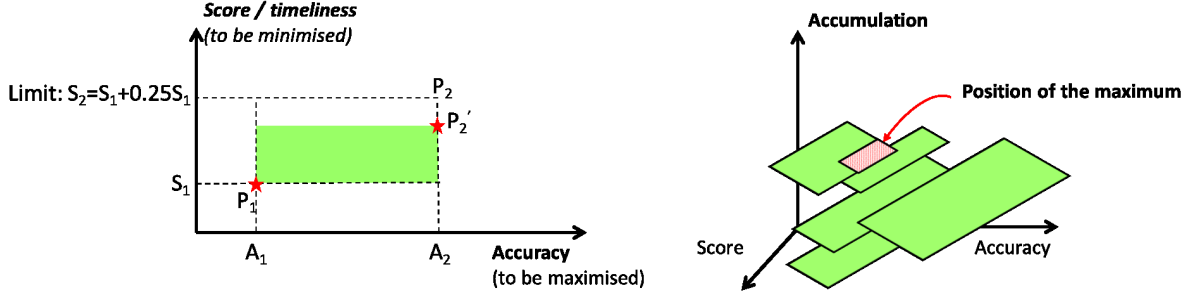 Score / timeliness
(to be minimised)
Limit: S₂=S₁+0.25S₁
P₂
P₂′
S₁
P₁
A₁
A₂
Accuracy
(to be maximised)
Accumulation
Position of the maximum
Score
Accuracy